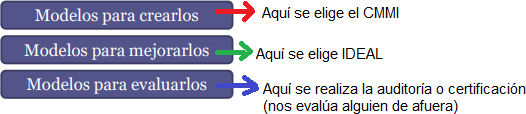 Modelos para crearlos Aquí se elige el CMMI
Modelos para mejorarlos Aquí se elige IDEAL
Modelos para evaluarlos Aquí se realiza la auditoría o certificación
(nos evalúa alguien de afuera)